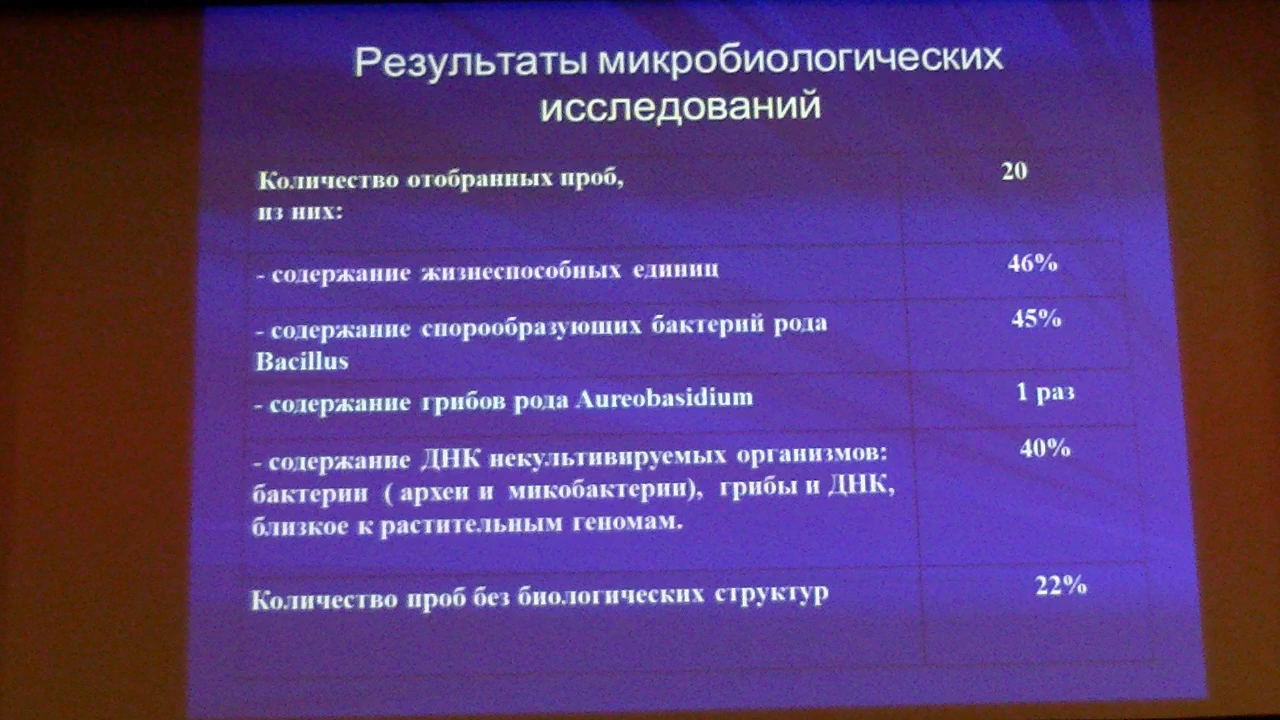 Результаты микробиологических
исследований
Количество отобранных проб,
из них:
20
- содержание жизнеспособных единиц
46%
- содержание спорообразующих бактерий рода
Bacillus
45%
- содержание грибов рода Aureobasidium
1 раз
- содержание ДНК некультивируемых организмов:
бактерии ( археи и микобактерии), грибы и ДНК,
близкое к растительным геномам.
40%
Количество проб без биологических структур
22%